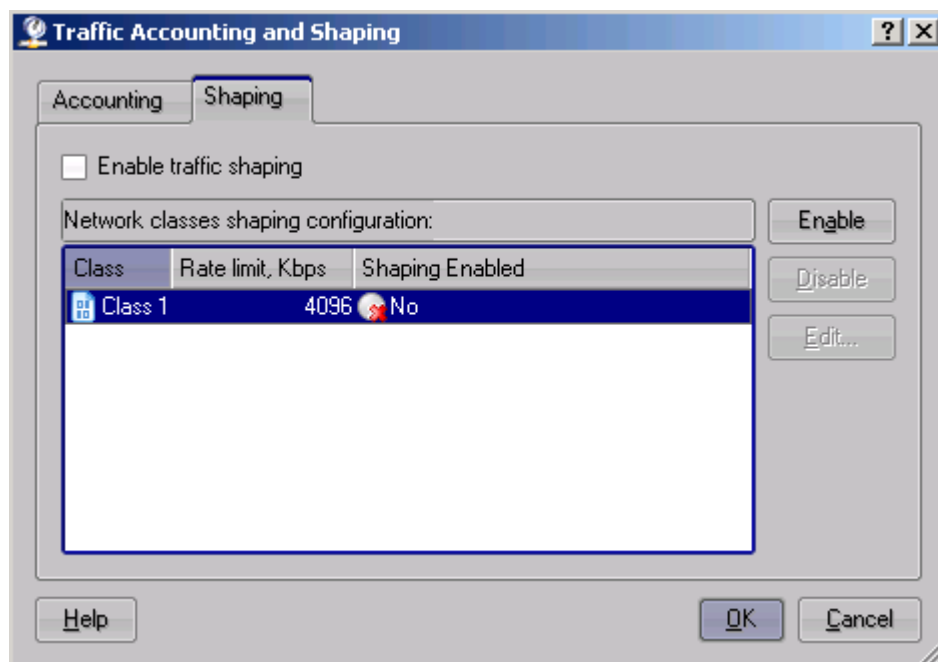 Traffic Accounting and Shaping
Accounting Shaping
Enable traffic shaping
Network classes shaping configuration:
Enable
Class Rate limit, Kbps Shaping Enabled
Disable
Class 1 4096 No
Edit...
Help OK Cancel